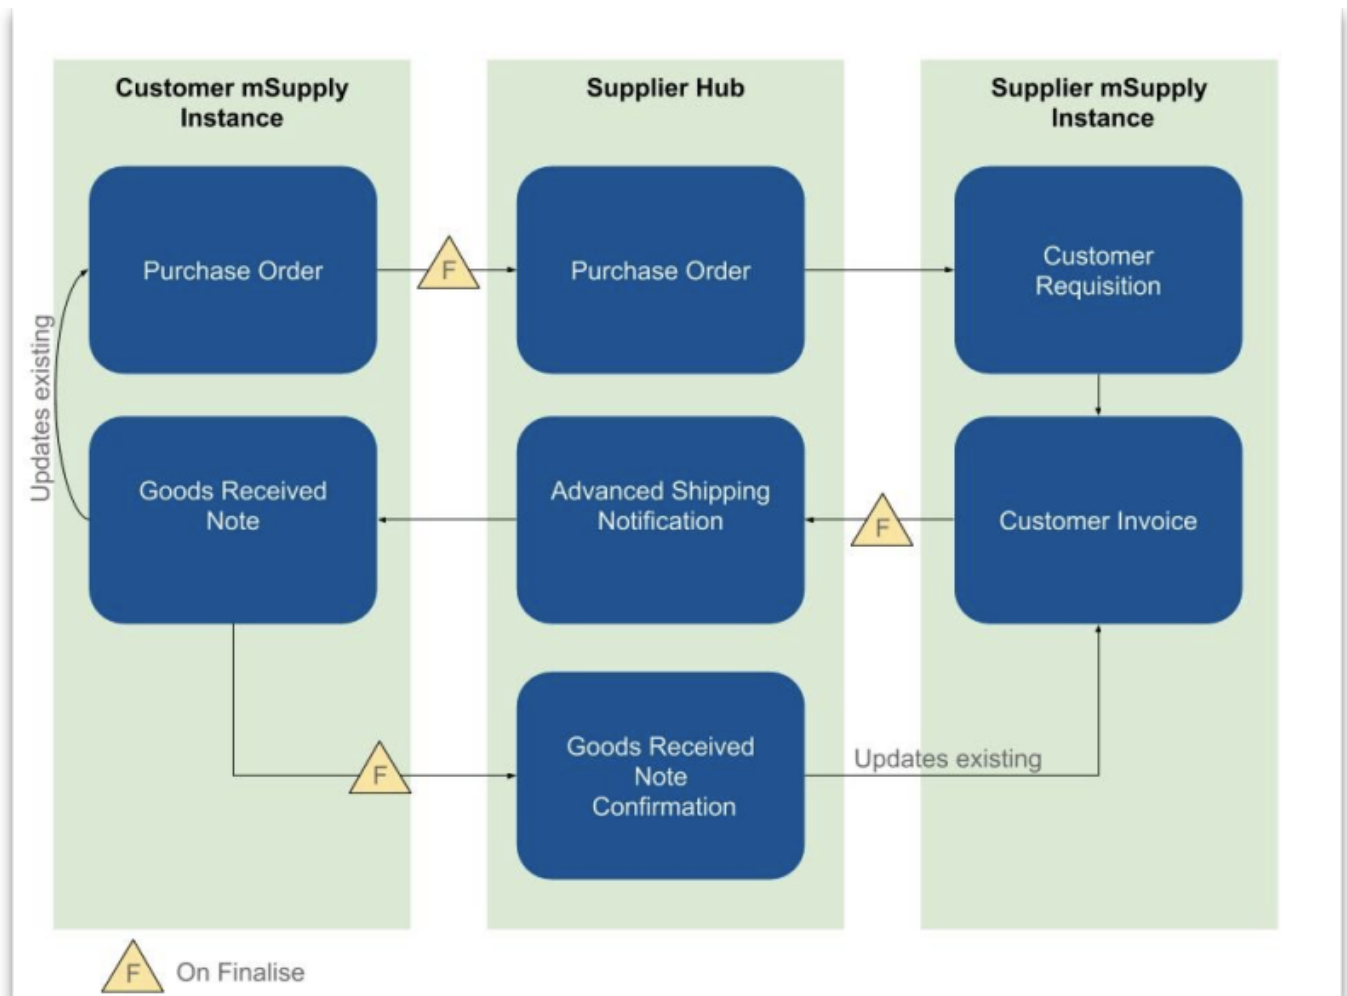 Customer mSupply
Instance
Supplier Hub
Supplier mSupply
Instance
Purchase Order
F
Purchase Order
Customer
Requisition
Updates existing
Goods Received
Note
Advanced Shipping
Notification
F
Customer Invoice
F
Goods Received
Note
Confirmation
Updates existing
F
On Finalise